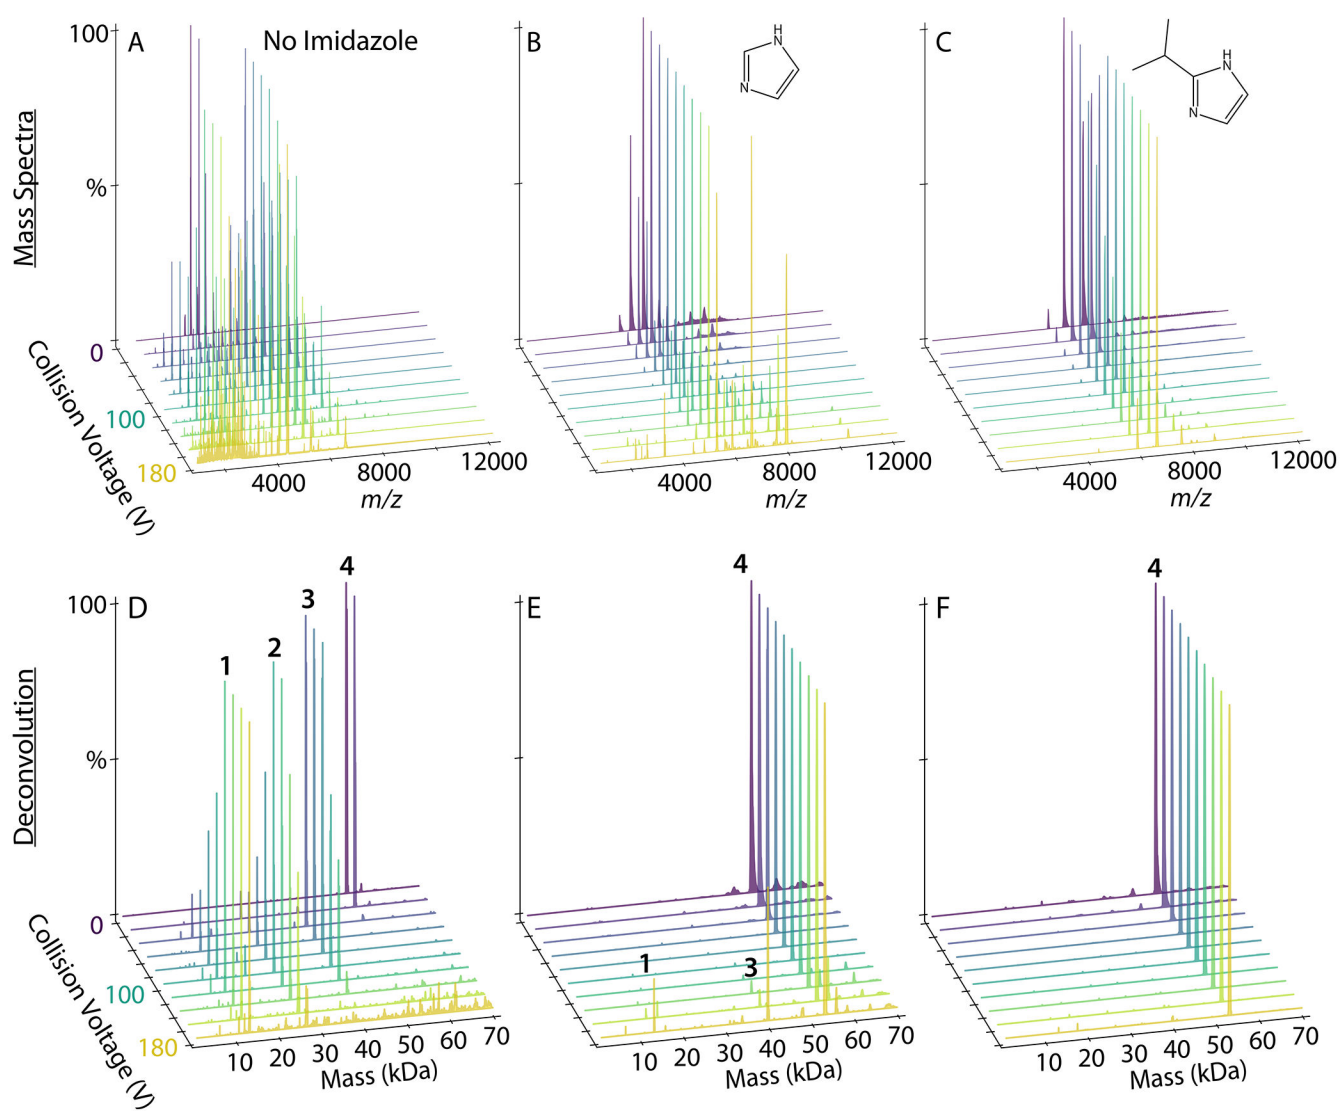 A
No Imidazole
B
H
N
N
C
H
N
N
Mass Spectra
100
%
0
100
180
Collision Voltage (V)
4000
8000
12000
m/z
4000
8000
12000
m/z
4000
8000
12000
m/z
D
1
2
3
4
E
4
1
3
F
4
Deconvolution
100
%
0
100
180
Collision Voltage (V)
10 20 30 40 50 60 70
Mass (kDa)
10 20 30 40 50 60 70
Mass (kDa)
10 20 30 40 50 60 70
Mass (kDa)